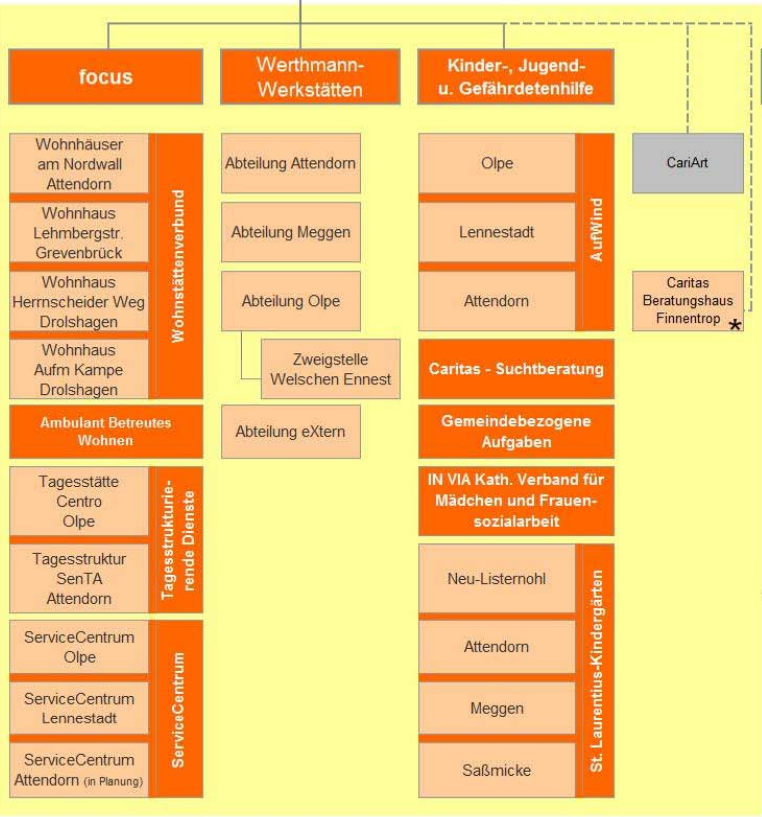 focus
Wohnhäuser
am Nordwall
Attendorn
Wohnhaus
Lehmbergstr.
Grevenbrück
Wohnhaus
Herrnscheider Weg
Drolshagen
Wohnhaus
Aufm Kampe
Drolshagen
Wohnstättenverbund
Ambulant Betreutes
Wohnen
Tagesstätte
Centro
Olpe
Tagesstruktur
SenTA
Attendorn
Tagesstrukturie-
rende Dienste
ServiceCentrum
Olpe
ServiceCentrum
Lennestadt
ServiceCentrum
Attendorn (in Planung)
ServiceCentrum
Werthmann-
Werkstätten
Abteilung Attendorn
Abteilung Meggen
Abteilung Olpe
Zweigstelle
Welschen Ennest
Abteilung eXtern
Kinder-, Jugend-
u. Gefährdetenhilfe
Olpe
Lennestadt
Attendorn
AufWind
Caritas - Suchtberatung
Gemeindebezogene
Aufgaben
IN VIA Kath. Verband für
Mädchen und Frauen-
sozialarbeit
Neu-Listernohl
Attendorn
Meggen
Saßmicke
St. Laurentius-Kindergärten
CariArt
Caritas
Beratungshaus
Finnentrop
*